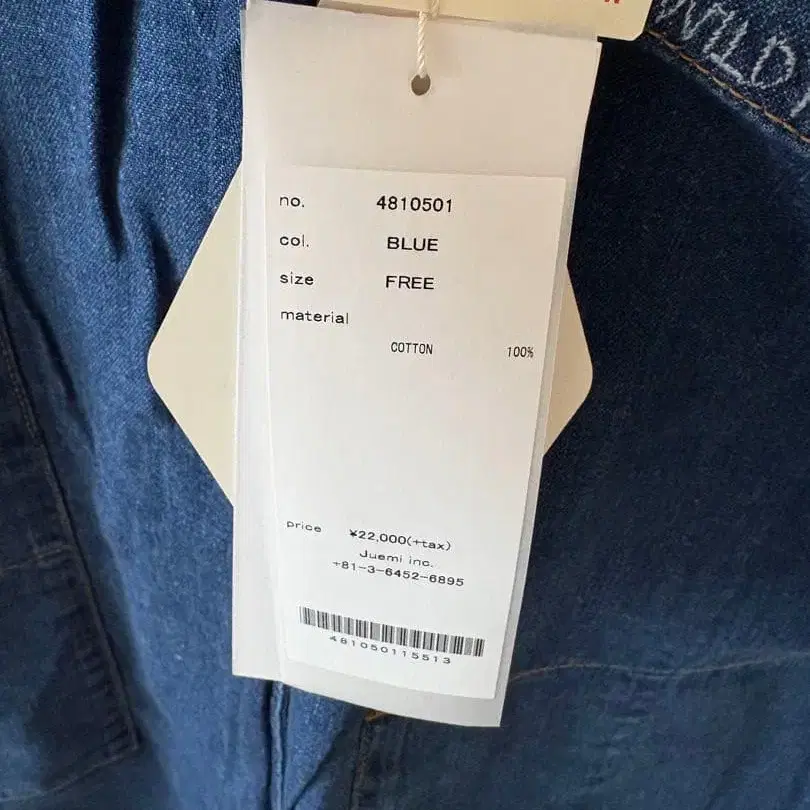 WILD
no. 4810501
col. BLUE
size FREE
material
COTTON 100%
price ¥22,000(+tax)
Juemi inc.
+81-3-6452-6895
481050115513